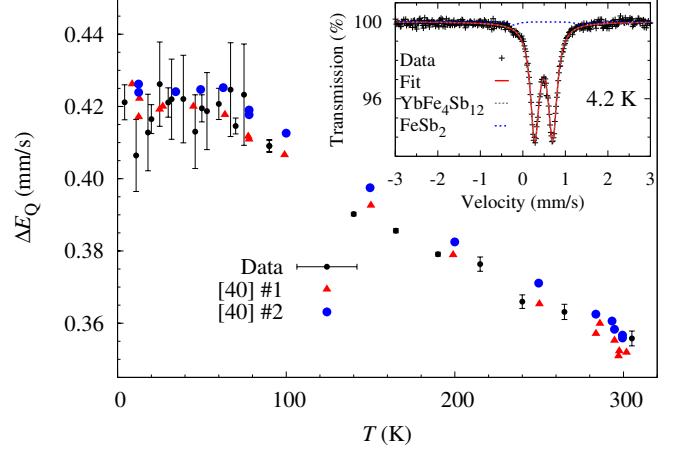 0.44
0.42
0.40
0.38
0.36
ΔE_Q (mm/s)
0
100
200
300
T (K)
Data
[40] #1
[40] #2
Transmission (%)
100
96
Data
Fit
YbFe₄Sb₁₂
FeSb₂
4.2 K
-3 -2 -1 0 1 2 3
Velocity (mm/s)